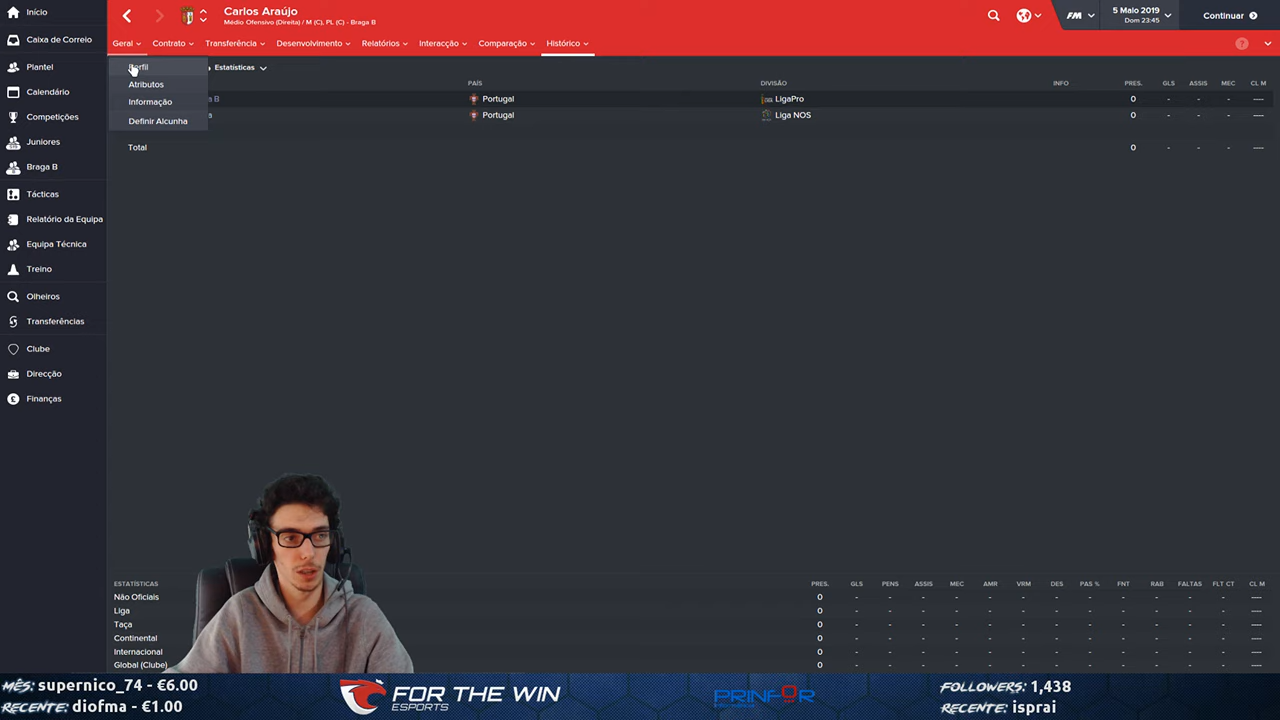 Início
Caixa de Correio
Plantel
Calendário
Competições
Juniores
Braga B
Tácticas
Relatório da Equipa
Equipa Técnica
Treino
Olheiros
Transferências
Clube
Direcção
Finanças
Carlos Araújo
Médio Ofensivo (Direita) / M (C), PL (C) - Braga B
FM
5 Maio 2019
Dom 23:45
Continuar
Geral Contrato Transferência Desenvolvimento Relatórios Interacção Comparação Histórico ?
Perfil
Atributos
Informação
Definir Alcunha
Estatísticas
PAÍS DIVISÃO INFO PRES. GLS ASSIS MEC CL M
a B Portugal LigaPro 0 - - - ----
a Portugal Liga NOS
Total 0 - - - ----
ESTATÍSTICAS PRES. GLS PENS ASSIS MEC AMR VRM DES PAS % FNT RAB FALTAS FLT CT CL M
Não Oficiais 0 - - - - - - - - - - - - ----
Liga 0 - - - - - - - - - - - - ----
Taça 0 - - - - - - - - - - - - ----
Continental 0 - - - - - - - - - - - - ----
Internacional 0 - - - - - - - - - - - - ----
Global (Clube) 0 - - - - - - - - - - - - ----
MÊS: supernico_74 - €6.00
RECENTE: diofma - €1.00
FOR THE WIN
ESPORTS
PRINFOR
FOLLOWERS: 1,438
RECENTE: isprai